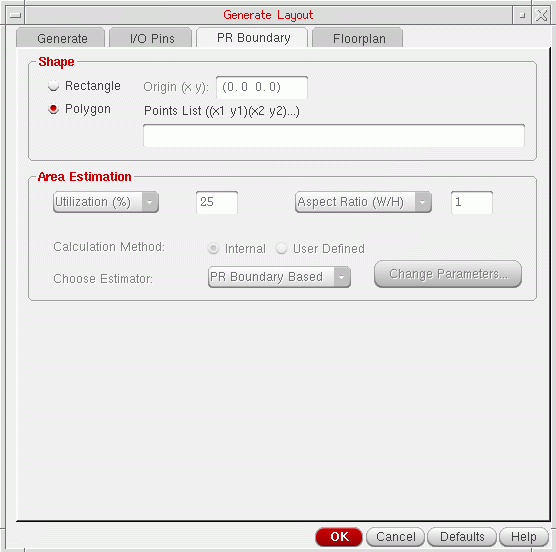 Generate Layout
Generate I/O Pins PR Boundary Floorplan
Shape
Rectangle Origin (x y): (0.0 0.0)
Polygon Points List ((x1 y1)(x2 y2)...)
Area Estimation
Utilization (%) 25 Aspect Ratio (W/H) 1
Calculation Method: Internal User Defined
Choose Estimator: PR Boundary Based Change Parameters...
OK Cancel Defaults Help